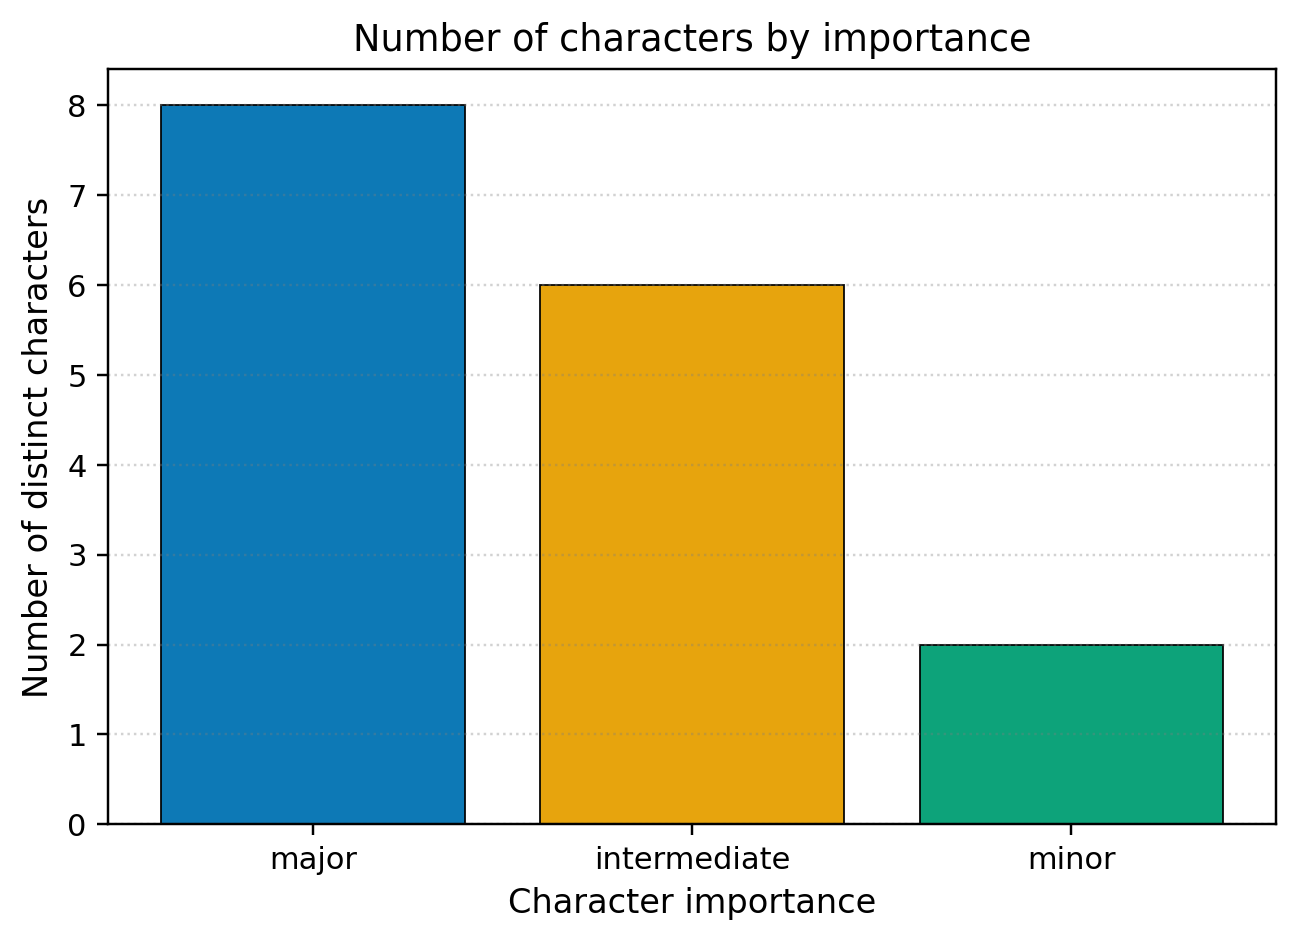 Number of characters by importance
Number of distinct characters
8
7
6
5
4
3
2
1
0
major
intermediate
minor
Character importance